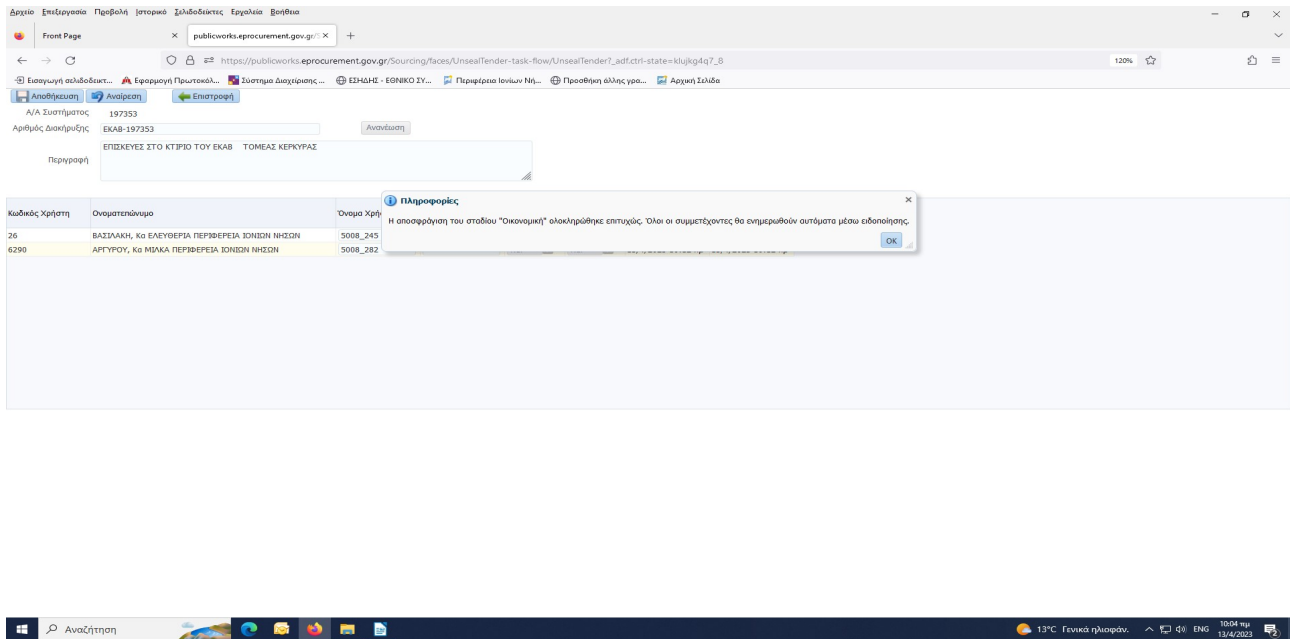 Αρχείο Επεξεργασία Προβολή Ιστορικό Σελιδοδείκτες Εργαλεία Βοήθεια
Front Page publicworks.eprocurement.gov.gr/S
https://publicworks.eprocurement.gov.gr/Sourcing/faces/UnsealTender-task-flow/UnsealTender?_adf.ctrl-state=klujkg4q7_8 120%
Εισαγωγή σελιδοδεικτ... Εφαρμογή Πρωτοκόλ... Σύστημα Διαχείρισης ... ΕΣΗΔΗΣ - ΕΘΝΙΚΟ ΣΥ... Περιφέρεια Ιονίων Νή... Προσθήκη άλλης γρα... Αρχική Σελίδα
Αποθήκευση Αναίρεση Επιστροφή
Α/Α Συστήματος 197353
Αριθμός Διακήρυξης ΕΚΑΒ-197353 Ανανέωση
Περιγραφή ΕΠΙΣΚΕΥΕΣ ΣΤΟ ΚΤΙΡΙΟ ΤΟΥ ΕΚΑΒ ΤΟΜΕΑΣ ΚΕΡΚΥΡΑΣ
Πληροφορίες
Η αποσφράγιση του σταδίου "Οικονομική" ολοκληρώθηκε επιτυχώς. Όλοι οι συμμετέχοντες θα ενημερωθούν αυτόματα μέσω ειδοποίησης.
OK
Κωδικός Χρήστη Ονοματεπώνυμο Όνομα Χρή
26 ΒΑΣΙΛΑΚΗ, Κα ΕΛΕΥΘΕΡΙΑ ΠΕΡΙΦΕΡΕΙΑ ΙΟΝΙΩΝ ΝΗΣΩΝ 5008_245
6290 ΑΡΓΥΡΟΥ, Κα ΜΙΛΚΑ ΠΕΡΙΦΕΡΕΙΑ ΙΟΝΙΩΝ ΝΗΣΩΝ 5008_282
Αναζήτηση 13°C Γενικά ηλιοφάν. ENG 10:04 πμ
13/4/2023